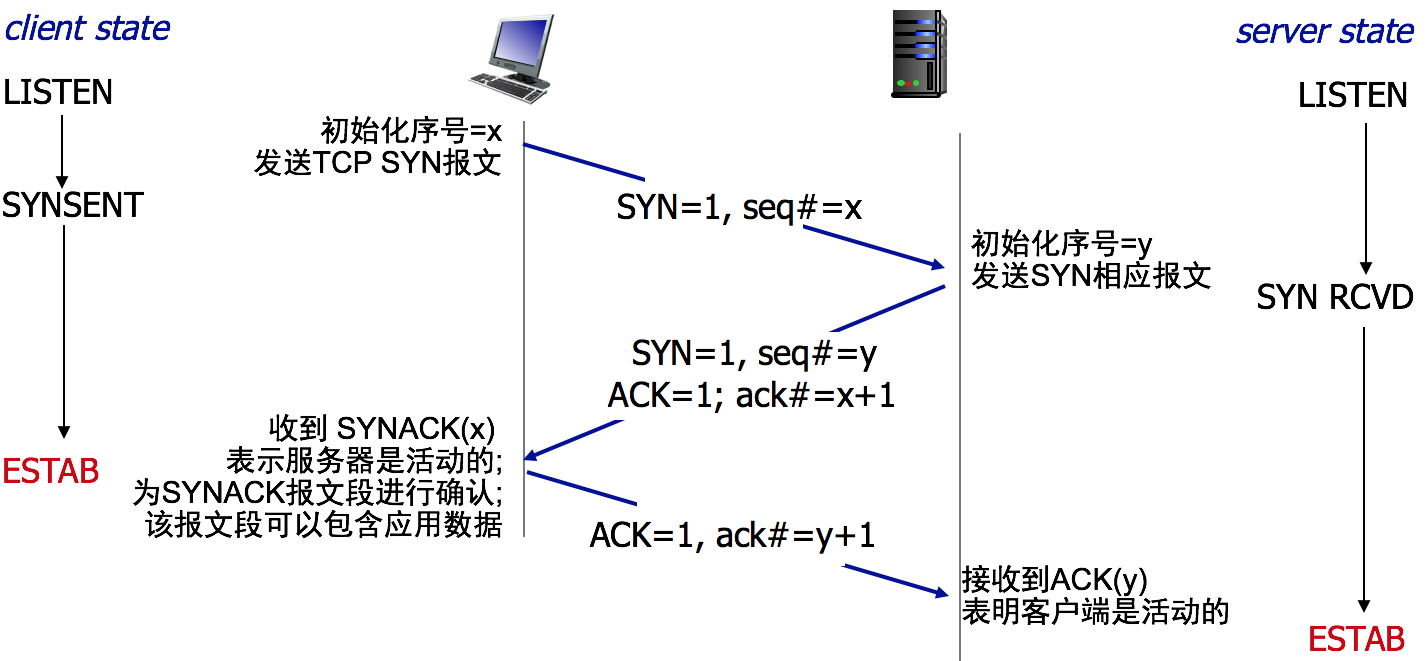 client state
server state
LISTEN
LISTEN
初始化序号=x
发送TCP SYN报文
SYNSENT
SYN=1, seq#=x
初始化序号=y
发送SYN相应报文
SYN RCVD
SYN=1, seq#=y
ACK=1; ack#=x+1
收到 SYNACK(x)
表示服务器是活动的;
为SYNACK报文段进行确认;
该报文段可以包含应用数据
ESTAB
ACK=1, ack#=y+1
接收到ACK(y)
表明客户端是活动的
ESTAB